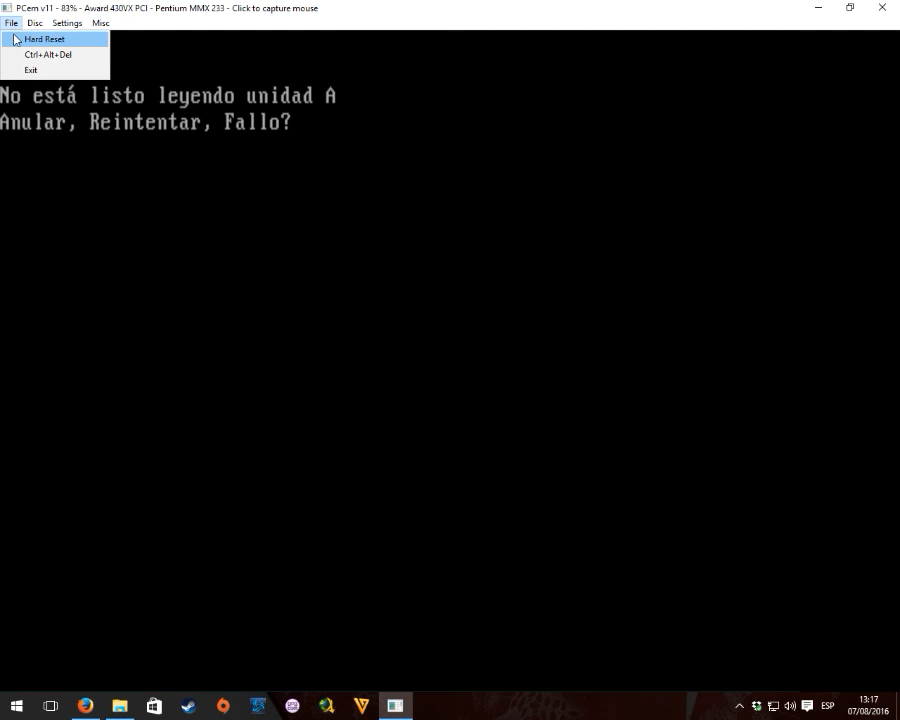 PCem v11 - 83% - Award 430VX PCI - Pentium MMX 233 - Click to capture mouse
File Disc Settings Misc
Hard Reset
Ctrl+Alt+Del
Exit
No está listo leyendo unidad A
Anular, Reintentar, Fallo?
ESP
13:17
07/08/2016